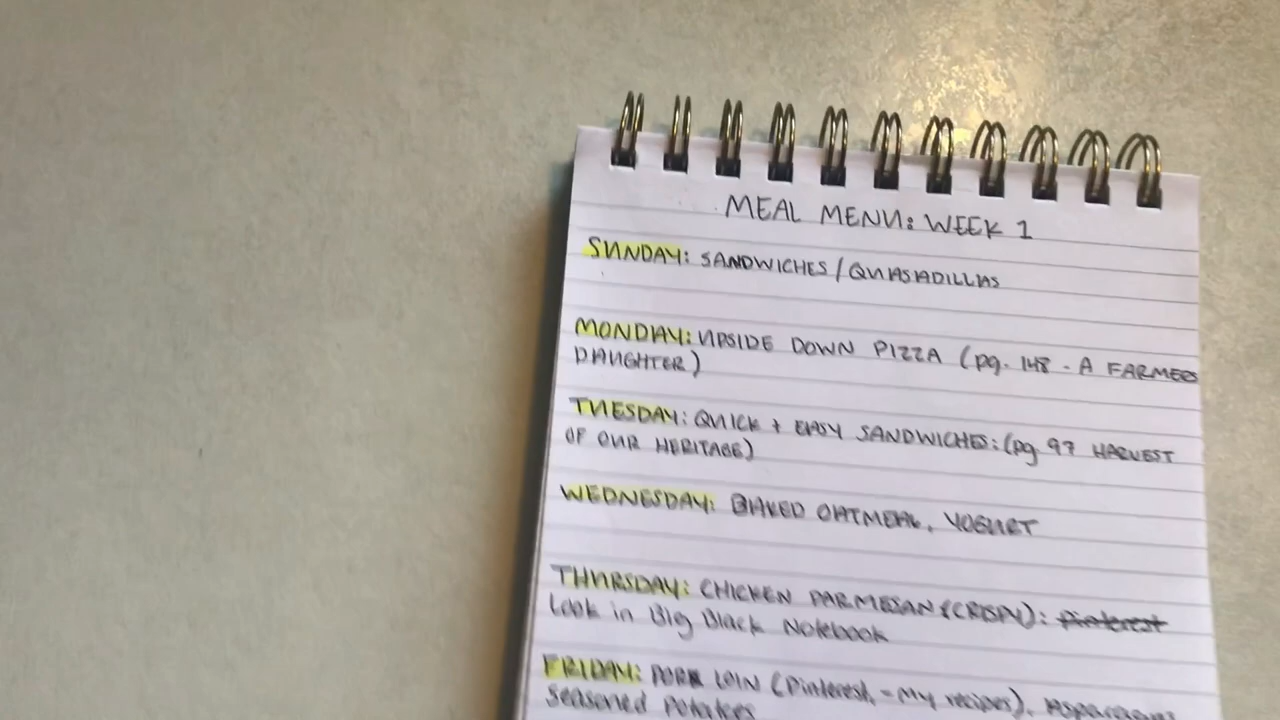 MEAL MENU: WEEK 1
SUNDAY: SANDWICHES/QUASADILLAS
MONDAY: UPSIDE DOWN PIZZA (pg. 148 - A FARMERS
DAUGHTER)
TUESDAY: QUICK + EASY SANDWICHES: (pg 97 HARVEST
OF OUR HERITAGE)
WEDNESDAY: BAKED OATMEAL, YOGURT
THURSDAY: CHICKEN PARMESAN (CRISPY): Pinterest
Look in Big Black Notebook
FRIDAY: PORK LOIN (Pinterest, - My recipes), Asparagus,
seasoned potatoes